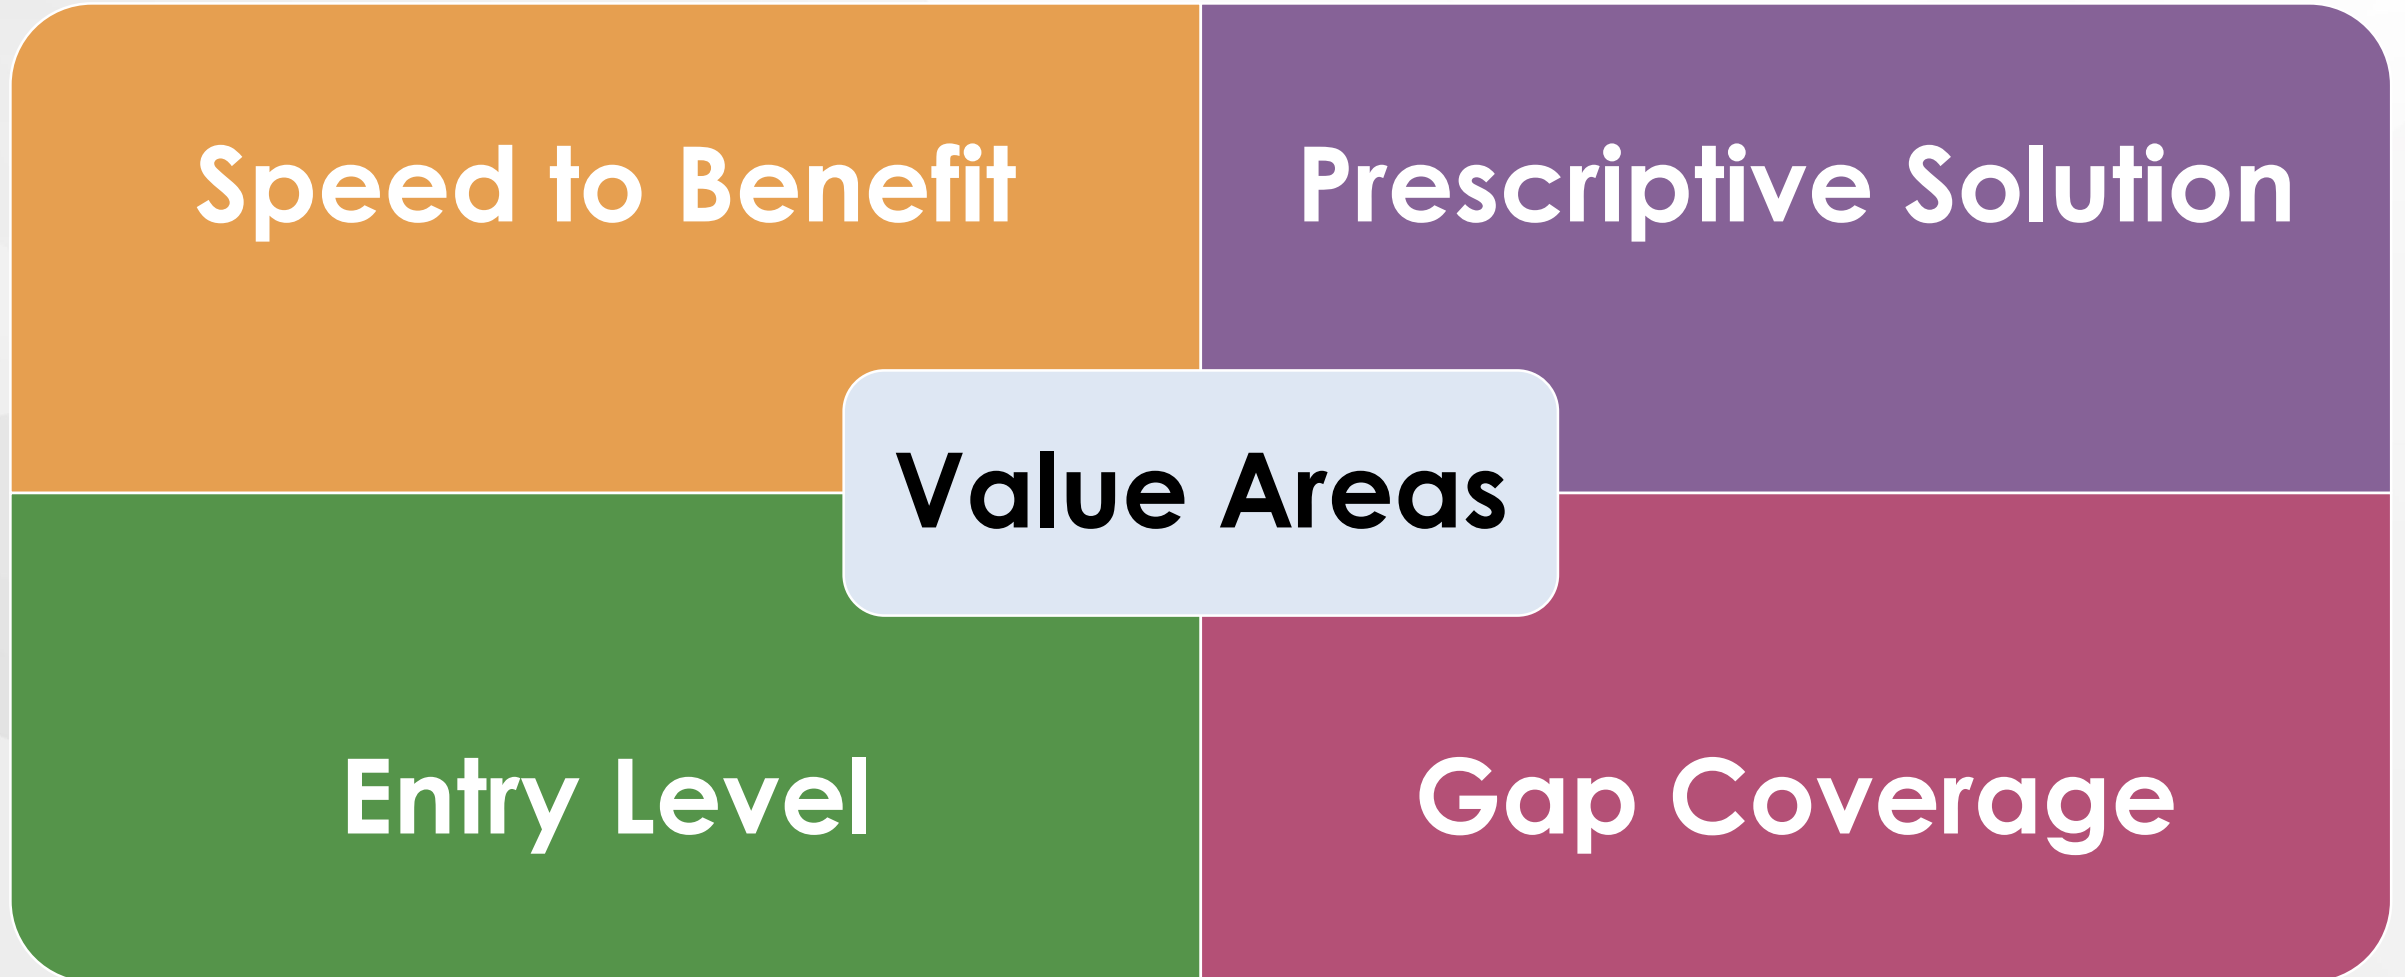 Speed to Benefit
Prescriptive Solution
Value Areas
Entry Level
Gap Coverage